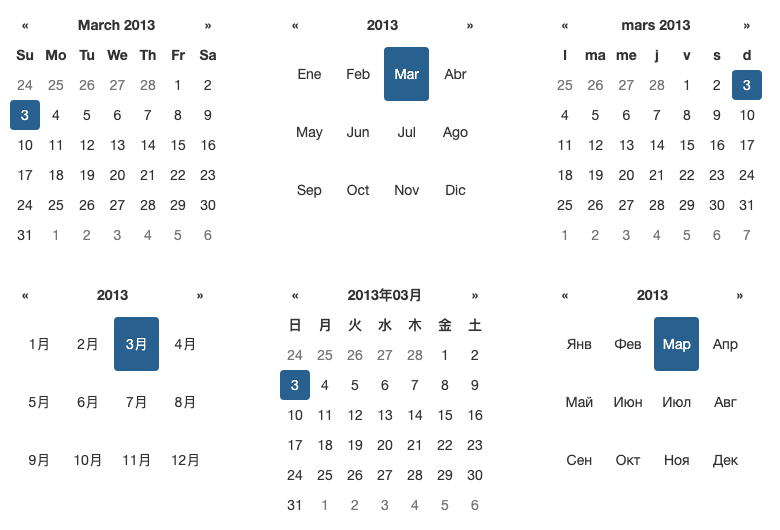 « March 2013 »
Su Mo Tu We Th Fr Sa
24 25 26 27 28 1 2
3 4 5 6 7 8 9
10 11 12 13 14 15 16
17 18 19 20 21 22 23
24 25 26 27 28 29 30
31 1 2 3 4 5 6
« 2013 »
Ene Feb Mar Abr
May Jun Jul Ago
Sep Oct Nov Dic
« mars 2013 »
l ma me j v s d
25 26 27 28 1 2 3
4 5 6 7 8 9 10
11 12 13 14 15 16 17
18 19 20 21 22 23 24
25 26 27 28 29 30 31
1 2 3 4 5 6 7
« 2013 »
1月 2月 3月 4月
5月 6月 7月 8月
9月 10月 11月 12月
« 2013年03月 »
日 月 火 水 木 金 土
24 25 26 27 28 1 2
3 4 5 6 7 8 9
10 11 12 13 14 15 16
17 18 19 20 21 22 23
24 25 26 27 28 29 30
31 1 2 3 4 5 6
« 2013 »
Янв Фев Мар Апр
Май Июн Июл Авг
Сен Окт Ноя Дек